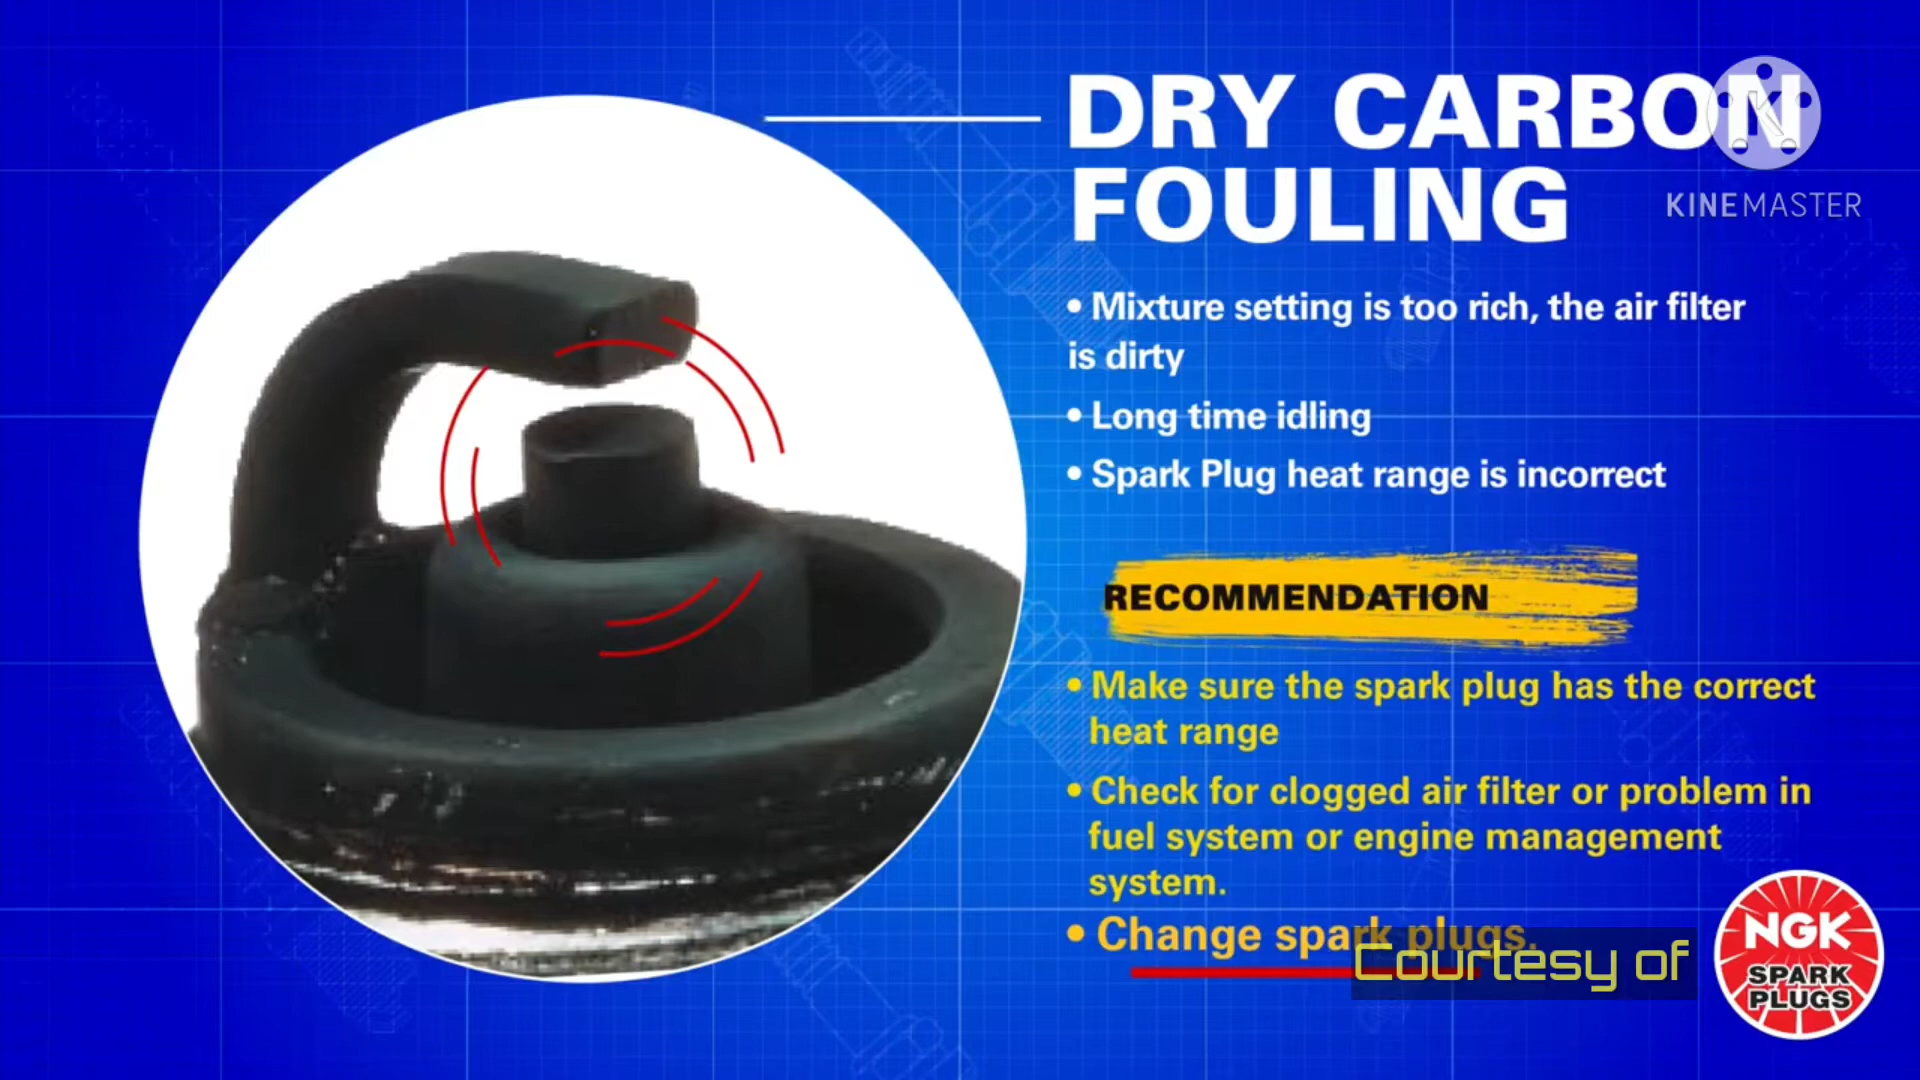 DRY CARBON
FOULING
K
KINEMASTER
• Mixture setting is too rich, the air filter
is dirty
• Long time idling
• Spark Plug heat range is incorrect
RECOMMENDATION
• Make sure the spark plug has the correct
heat range
• Check for clogged air filter or problem in
fuel system or engine management
system.
• Change spark plugs.
Courtesy of
NGK
SPARK
PLUGS